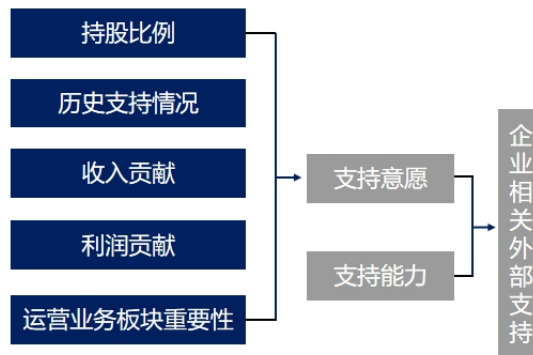 持股比例
历史支持情况
收入贡献
利润贡献
运营业务板块重要性
支持意愿
支持能力
企业相关外部支持